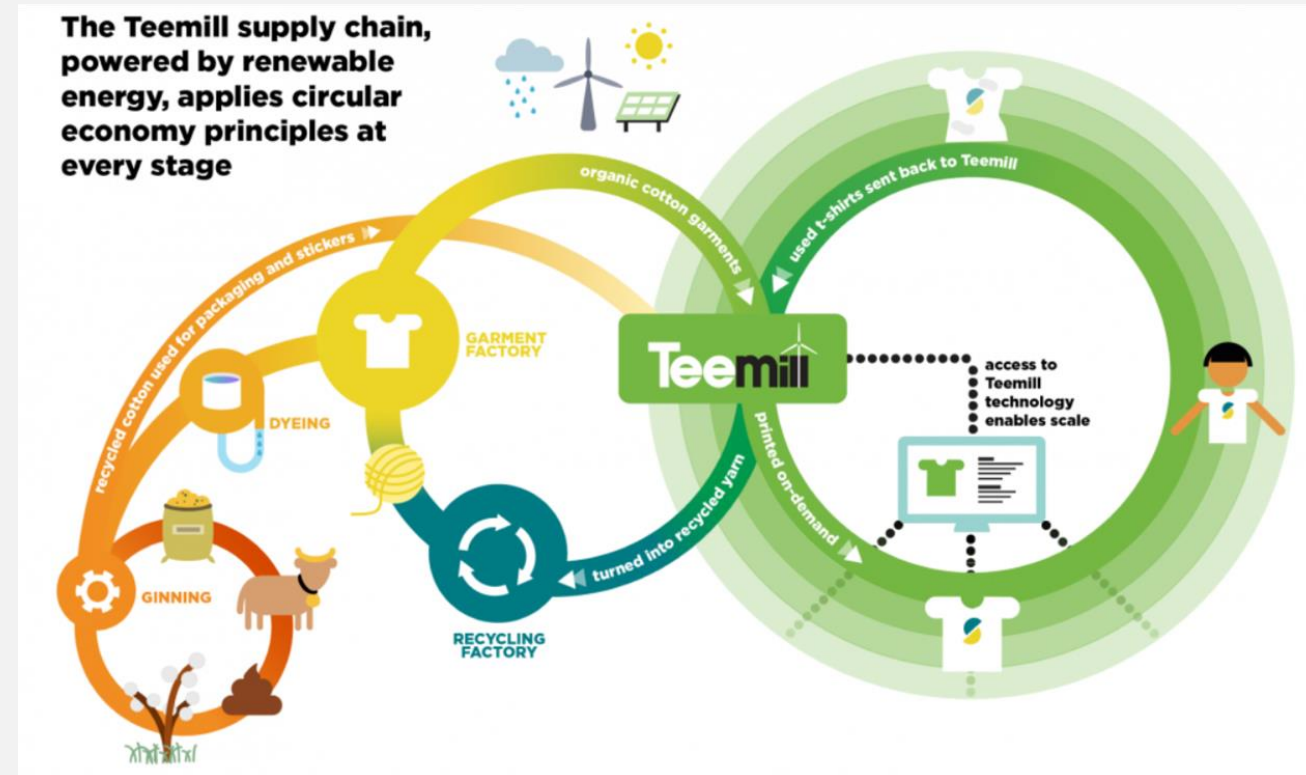 The Teemill supply chain,
powered by renewable
energy, applies circular
economy principles at
every stage
organic cotton garments
used t-shirts sent back to Teemill
recycled cotton used for packaging and stickers
GARMENT
FACTORY
Teemill
access to
Teemill
technology
enables scale
DYEING
printed on-demand
turned into recycled yarn
GINNING
RECYCLING
FACTORY